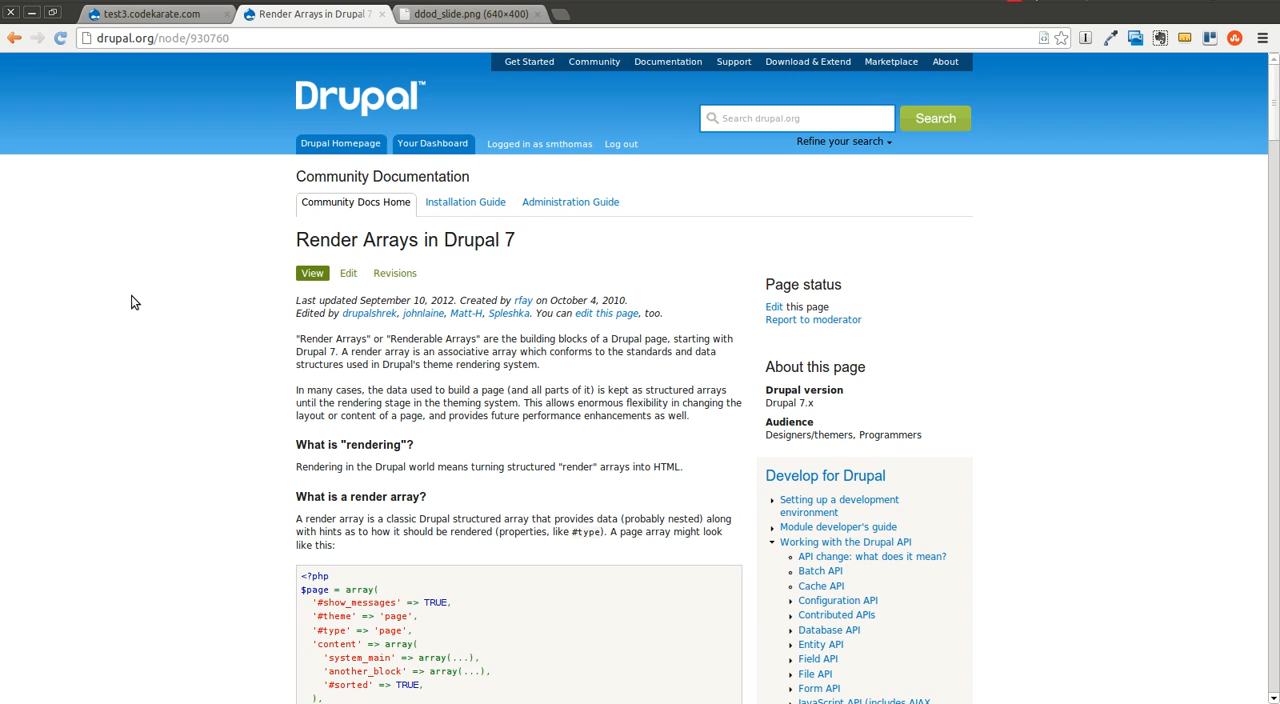 test3.codekarate.com
Render Arrays in Drupal 7
ddod_slide.png (640×400)
drupal.org/node/930760
Get Started Community Documentation Support Download & Extend Marketplace About
Drupal™
Search drupal.org
Search
Refine your search
Drupal Homepage Your Dashboard Logged in as smthomas Log out
Community Documentation
Community Docs Home Installation Guide Administration Guide
Render Arrays in Drupal 7
View Edit Revisions
Last updated September 10, 2012. Created by rfay on October 4, 2010.
Edited by drupalshrek, johnlaine, Matt-H, Spleshka. You can edit this page, too.
"Render Arrays" or "Renderable Arrays" are the building blocks of a Drupal page, starting with
Drupal 7. A render array is an associative array which conforms to the standards and data
structures used in Drupal's theme rendering system.
In many cases, the data used to build a page (and all parts of it) is kept as structured arrays
until the rendering stage in the theming system. This allows enormous flexibility in changing the
layout or content of a page, and provides future performance enhancements as well.
What is "rendering"?
Rendering in the Drupal world means turning structured "render" arrays into HTML.
What is a render array?
A render array is a classic Drupal structured array that provides data (probably nested) along
with hints as to how it should be rendered (properties, like #type). A page array might look
like this:
<?php
$page = array(
'#show_messages' => TRUE,
'#theme' => 'page',
'#type' => 'page',
'content' => array(
'system_main' => array(...),
'another_block' => array(...),
'#sorted' => TRUE,
),
Page status
Edit this page
Report to moderator
About this page
Drupal version
Drupal 7.x
Audience
Designers/themers, Programmers
Develop for Drupal
Setting up a development
environment
Module developer's guide
Working with the Drupal API
API change: what does it mean?
Batch API
Cache API
Configuration API
Contributed APIs
Database API
Entity API
Field API
File API
Form API
JavaScript API (includes AJAX